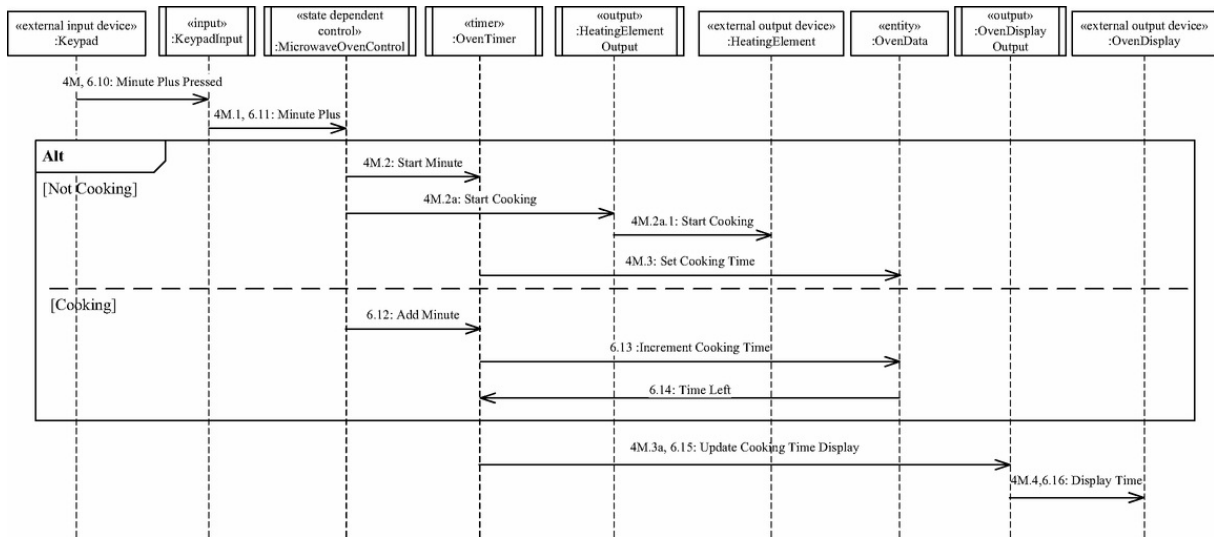 «external input device»
:Keypad
«input»
:KeypadInput
«state dependent
control»
:MicrowaveOvenControl
«timer»
:OvenTimer
«output»
:HeatingElement
Output
«external output device»
:HeatingElement
«entity»
:OvenData
«output»
:OvenDisplay
Output
«external output device»
:OvenDisplay
4M, 6.10: Minute Plus Pressed
4M.1, 6.11: Minute Plus
Alt
[Not Cooking]
4M.2: Start Minute
4M.2a: Start Cooking
4M.2a.1: Start Cooking
4M.3: Set Cooking Time
[Cooking]
6.12: Add Minute
6.13 :Increment Cooking Time
6.14: Time Left
4M.3a, 6.15: Update Cooking Time Display
4M.4,6.16: Display Time